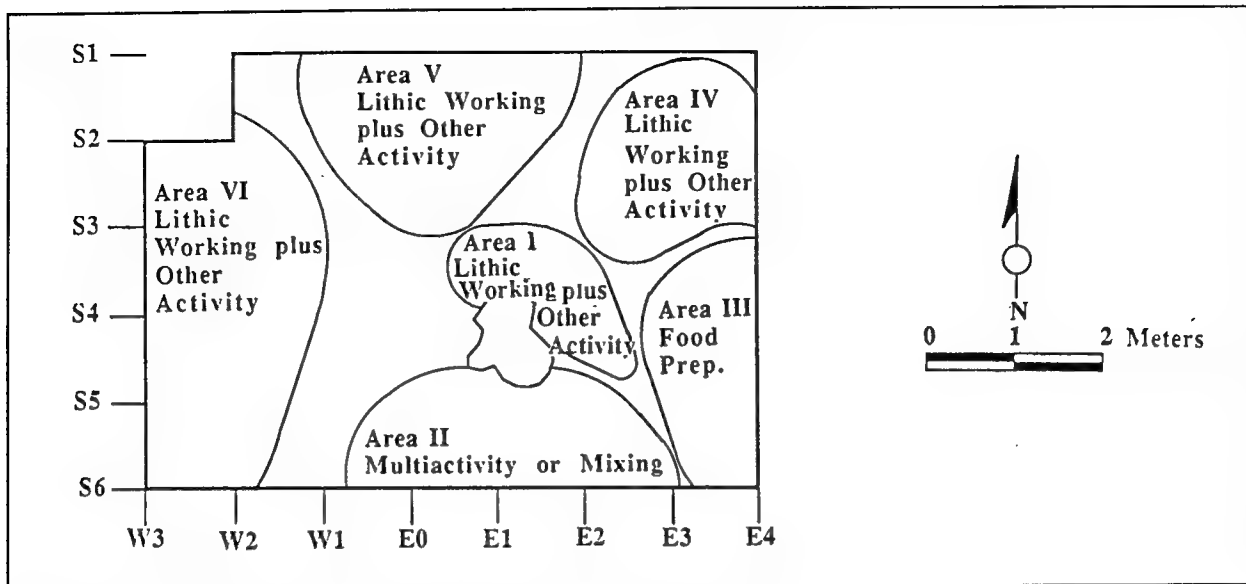 S1
S2
S3
S4
S5
S6
W3 W2 W1 E0 E1 E2 E3 E4
Area V
Lithic Working
plus Other
Activity
Area IV
Lithic
Working
plus Other
Activity
Area VI
Lithic
Working plus
Other
Activity
Area I
Lithic
Working plus
Other
Activity
Area III
Food
Prep.
Area II
Multiactivity or Mixing
N
0 1 2 Meters